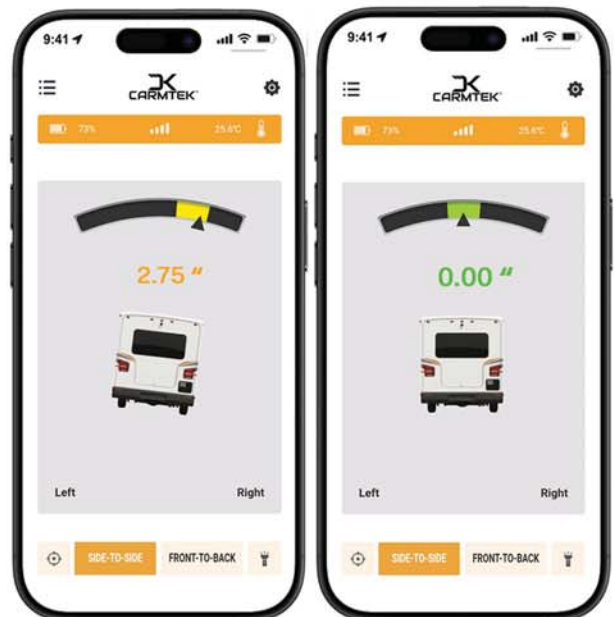 9:41
CARMTEK
73%
25.6°C
2.75 "
Left
Right
SIDE-TO-SIDE
FRONT-TO-BACK
9:41
CARMTEK
73%
25.6°C
0.00 "
Left
Right
SIDE-TO-SIDE
FRONT-TO-BACK